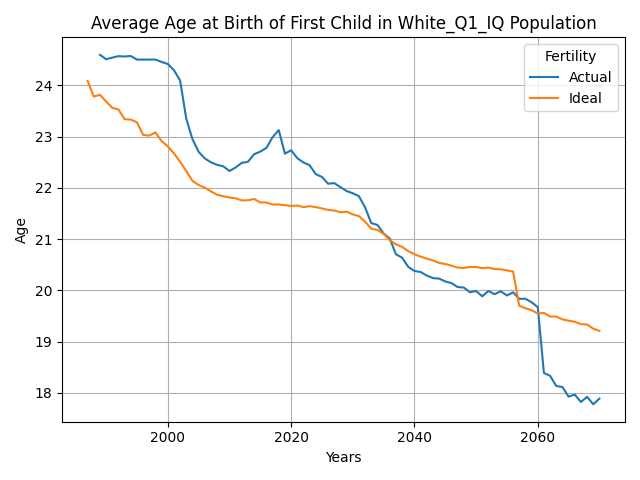 Average Age at Birth of First Child in White_Q1_IQ Population
Fertility
Actual
Ideal
Age
24
23
22
21
20
19
18
2000
2020
2040
2060
Years